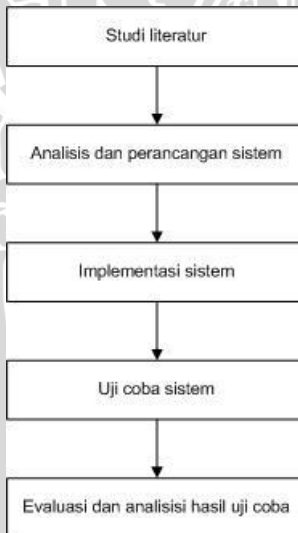 Studi literatur
Analisis dan perancangan sistem
Implementasi sistem
Uji coba sistem
Evaluasi dan analisisi hasil uji coba